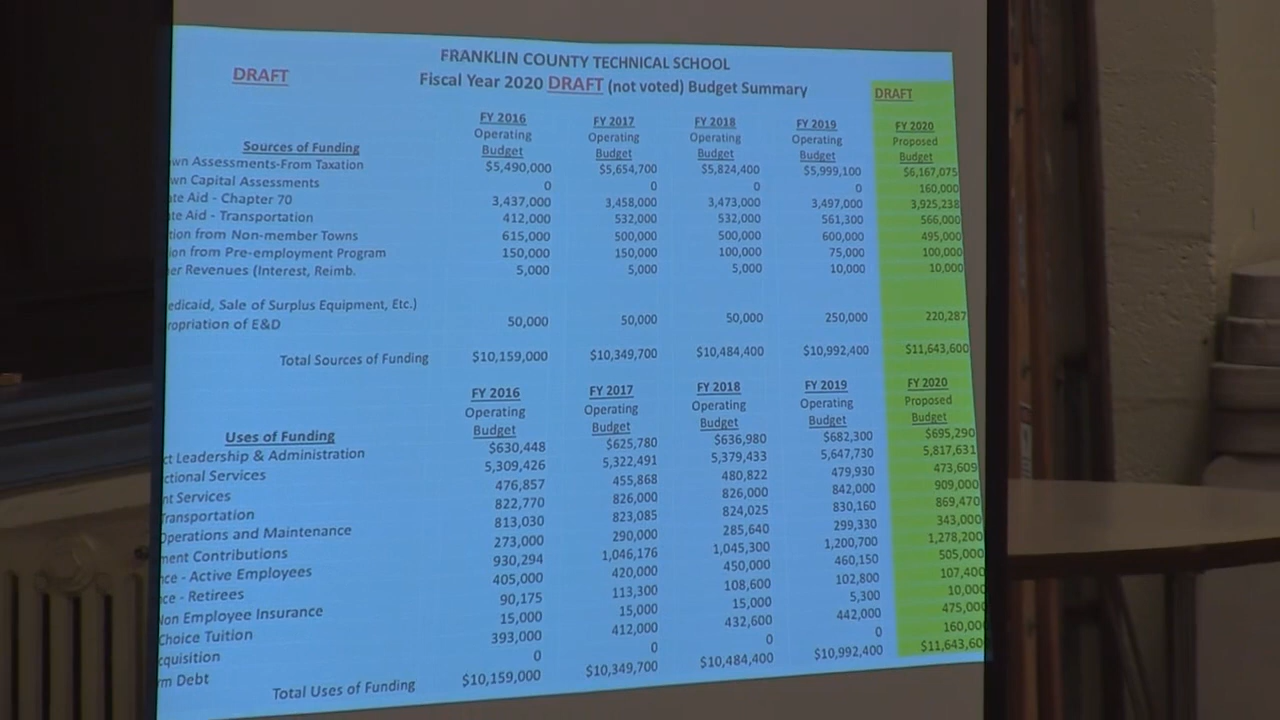 FRANKLIN COUNTY TECHNICAL SCHOOL
DRAFT Fiscal Year 2020 DRAFT (not voted) Budget Summary DRAFT
FY 2016 FY 2017 FY 2018 FY 2019 FY 2020
Operating Operating Operating Operating Proposed
Sources of Funding Budget Budget Budget Budget Budget
wn Assessments-From Taxation $5,490,000 $5,654,700 $5,824,400 $5,999,100 $6,167,075
wn Capital Assessments 0 0 0 0 160,000
te Aid - Chapter 70 3,437,000 3,458,000 3,473,000 3,497,000 3,925,238
te Aid - Transportation 412,000 532,000 532,000 561,300 566,000
tion from Non-member Towns 615,000 500,000 500,000 600,000 495,000
ion from Pre-employment Program 150,000 150,000 100,000 75,000 100,000
er Revenues (Interest, Reimb. 5,000 5,000 5,000 10,000 10,000
edicaid, Sale of Surplus Equipment, Etc.)
ropriation of E&D 50,000 50,000 50,000 250,000 220,287
Total Sources of Funding $10,159,000 $10,349,700 $10,484,400 $10,992,400 $11,643,600
FY 2016 FY 2017 FY 2018 FY 2019 FY 2020
Operating Operating Operating Operating Proposed
Uses of Funding Budget Budget Budget Budget Budget
ct Leadership & Administration $630,448 $625,780 $636,980 $682,300 $695,290
ctional Services 5,309,426 5,322,491 5,379,433 5,647,730 5,817,631
nt Services 476,857 455,868 480,822 479,930 473,609
Transportation 822,770 826,000 826,000 842,000 909,000
Operations and Maintenance 813,030 823,085 824,025 830,160 869,470
ment Contributions 273,000 290,000 285,640 299,330 343,000
ce - Active Employees 930,294 1,046,176 1,045,300 1,200,700 1,278,200
ce - Retirees 405,000 420,000 450,000 460,150 505,000
Non Employee Insurance 90,175 113,300 108,600 102,800 107,400
Choice Tuition 15,000 15,000 15,000 5,300 10,000
cquisition 393,000 412,000 432,600 442,000 475,000
m Debt 0 0 0 0 160,000
Total Uses of Funding $10,159,000 $10,349,700 $10,484,400 $10,992,400 $11,643,60